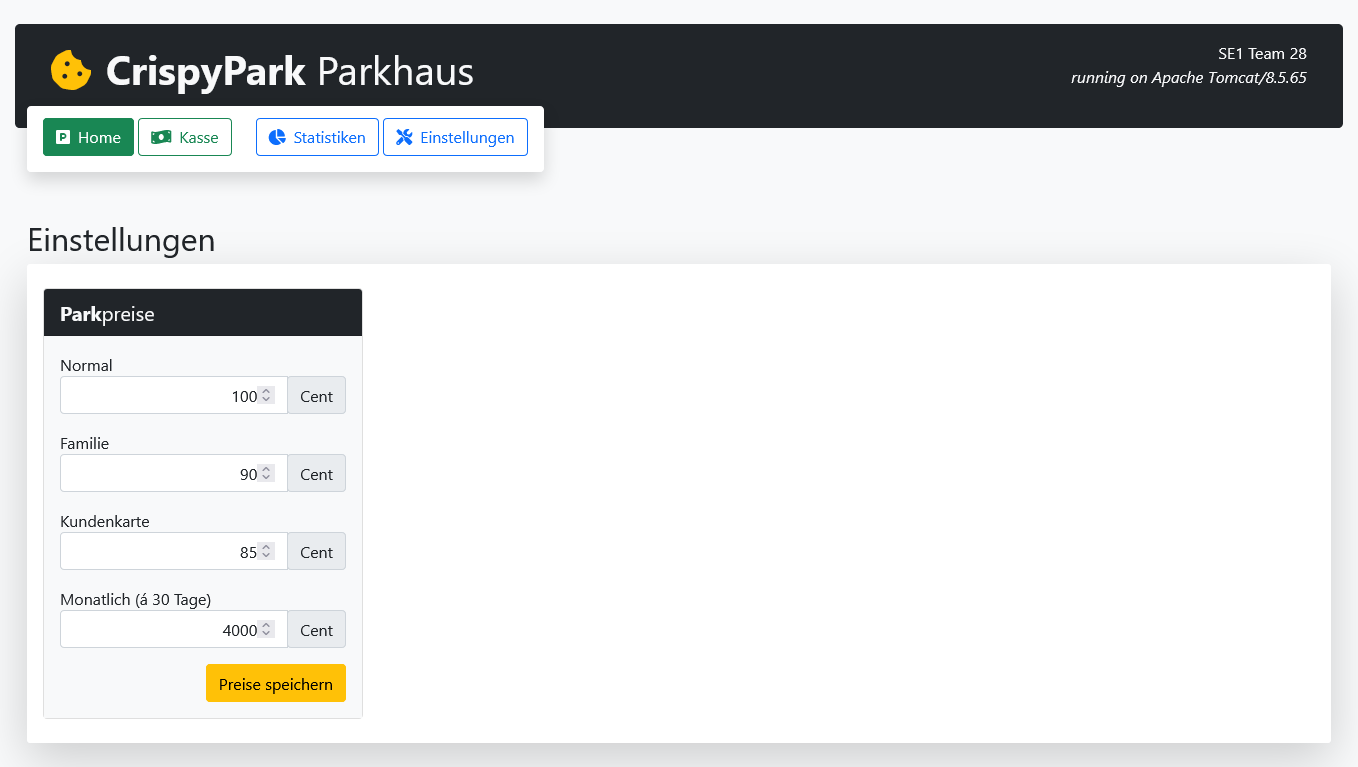 CrispyPark Parkhaus
SE1 Team 28
running on Apache Tomcat/8.5.65
P Home Kasse Statistiken Einstellungen
Einstellungen
Parkpreise
Normal
100 Cent
Familie
90 Cent
Kundenkarte
85 Cent
Monatlich (á 30 Tage)
4000 Cent
Preise speichern